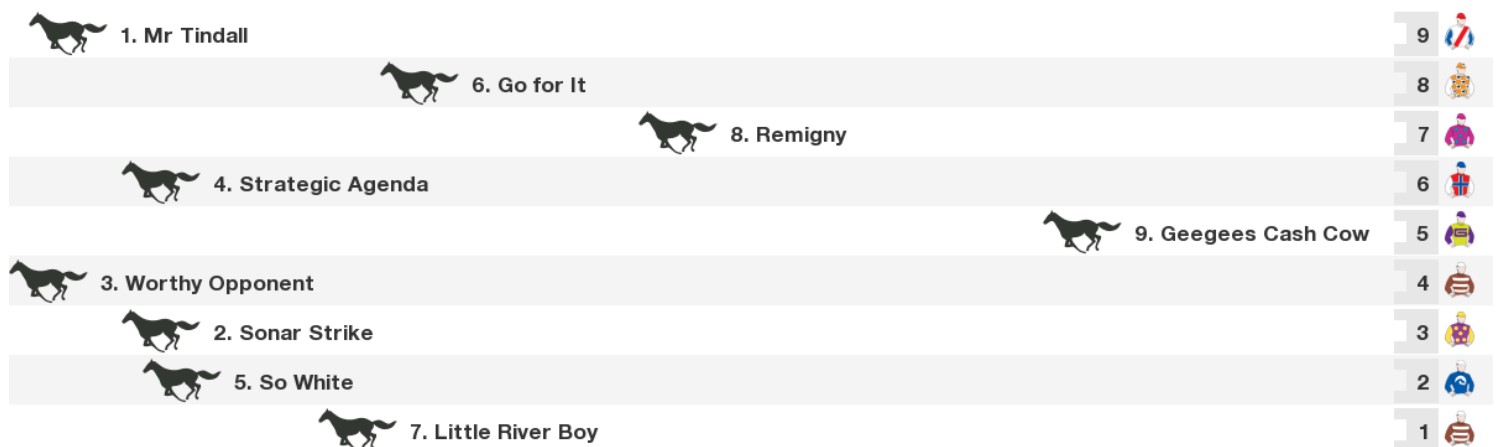 1. Mr Tindall 9
6. Go for It 8
8. Remigny 7
4. Strategic Agenda 6
9. Geegees Cash Cow 5
3. Worthy Opponent 4
2. Sonar Strike 3
5. So White 2
7. Little River Boy 1